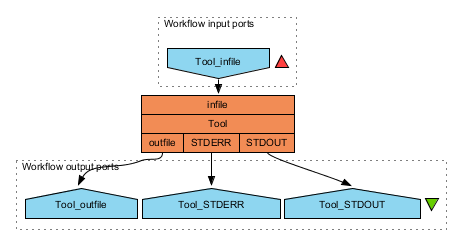 Workflow input ports
Tool_infile
infile
Tool
outfile STDERR STDOUT
Workflow output ports
Tool_outfile Tool_STDERR Tool_STDOUT